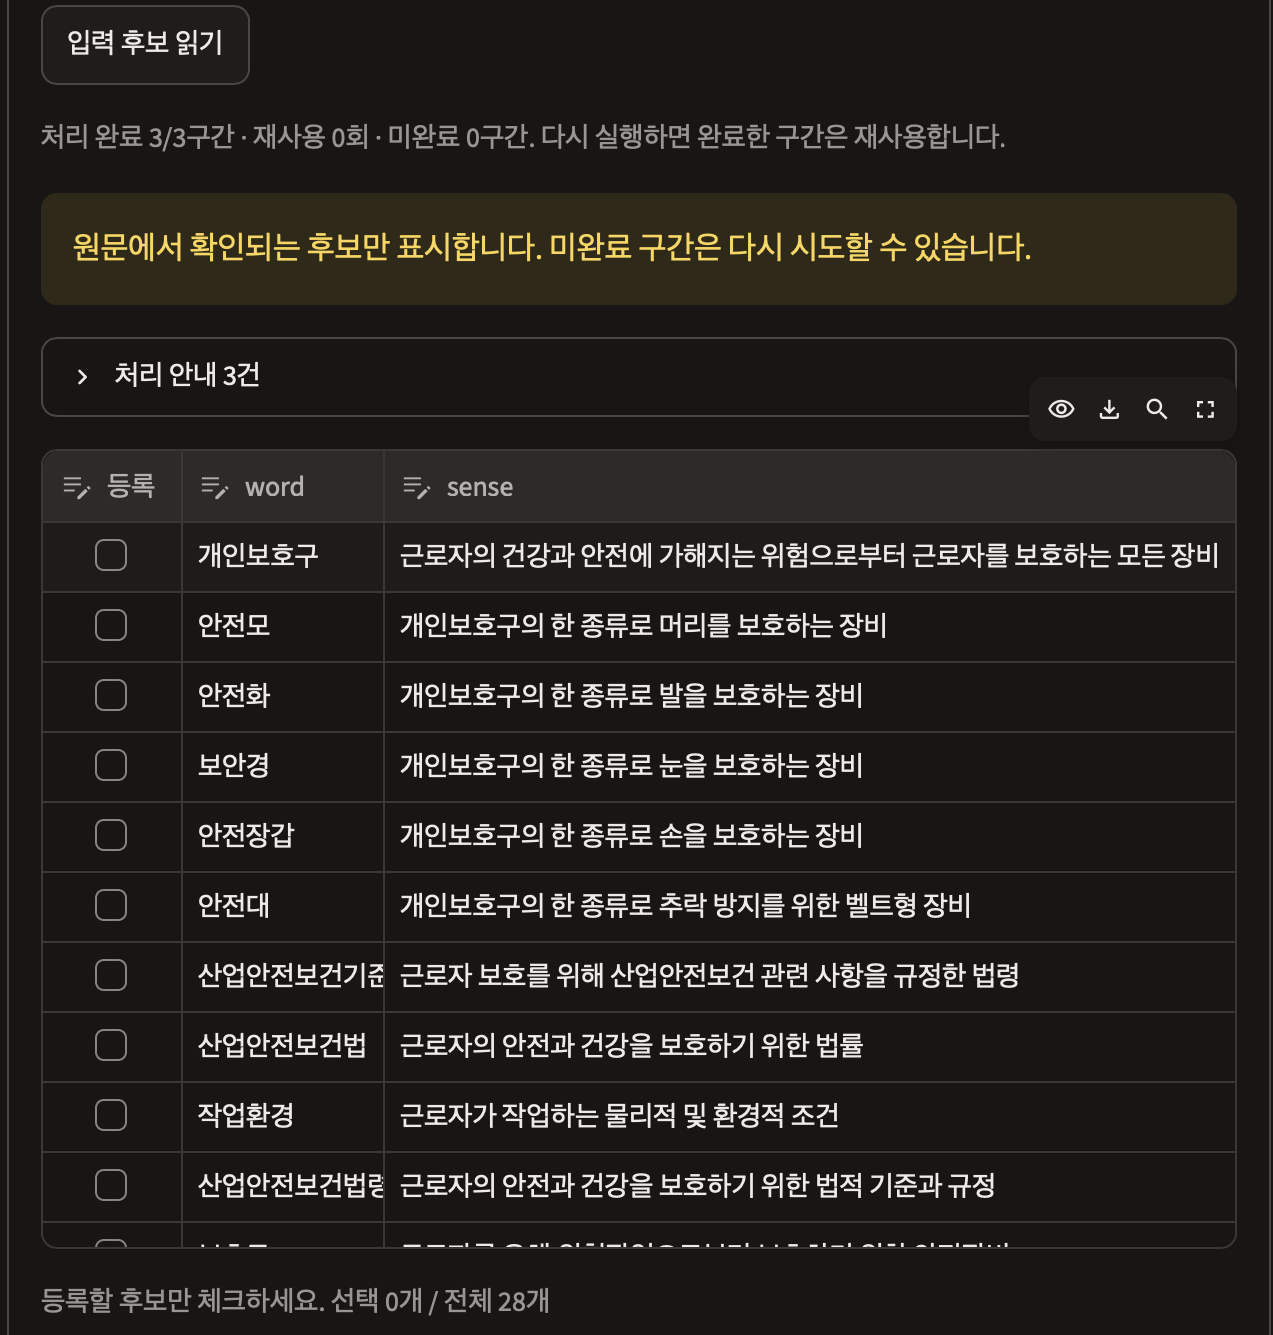 입력 후보 읽기
처리 완료 3/3구간 · 재사용 0회 · 미완료 0구간. 다시 실행하면 완료한 구간은 재사용합니다.
원문에서 확인되는 후보만 표시합니다. 미완료 구간은 다시 시도할 수 있습니다.
처리 안내 3건
등록 word sense
개인보호구 근로자의 건강과 안전에 가해지는 위험으로부터 근로자를 보호하는 모든 장비
안전모 개인보호구의 한 종류로 머리를 보호하는 장비
안전화 개인보호구의 한 종류로 발을 보호하는 장비
보안경 개인보호구의 한 종류로 눈을 보호하는 장비
안전장갑 개인보호구의 한 종류로 손을 보호하는 장비
안전대 개인보호구의 한 종류로 추락 방지를 위한 벨트형 장비
산업안전보건기준 근로자 보호를 위해 산업안전보건 관련 사항을 규정한 법령
산업안전보건법 근로자의 안전과 건강을 보호하기 위한 법률
작업환경 근로자가 작업하는 물리적 및 환경적 조건
산업안전보건법령 근로자의 안전과 건강을 보호하기 위한 법적 기준과 규정
등록할 후보만 체크하세요. 선택 0개 / 전체 28개